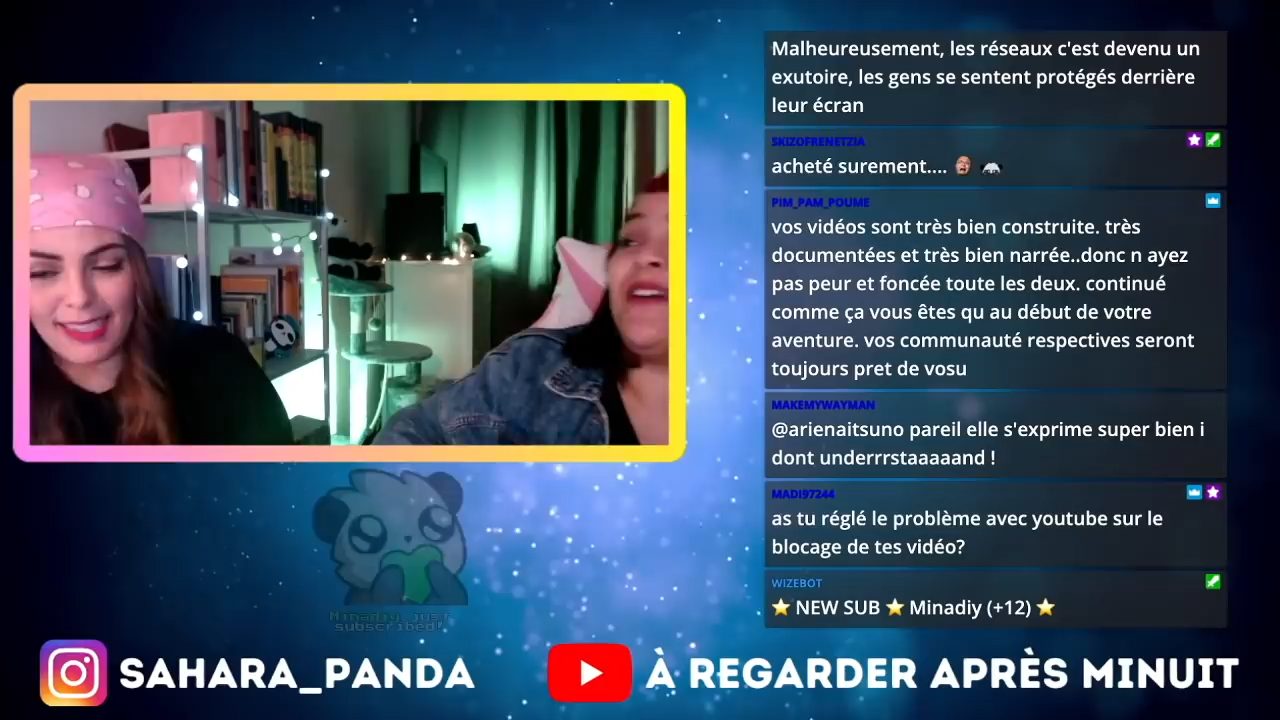 Malheureusement, les réseaux c'est devenu un
exutoire, les gens se sentent protégés derrière
leur écran
SKIZOFRENETZIA
acheté surement....
PIM_PAM_POUME
vos vidéos sont très bien construite. très
documentées et très bien narrée..donc n ayez
pas peur et foncée toute les deux. continué
comme ça vous êtes qu au début de votre
aventure. vos communauté respectives seront
toujours pret de vosu
MAKEMYWAYMAN
@arienaitsuno pareil elle s'exprime super bien i
dont underrrstaaaaand !
MADI97244
as tu réglé le problème avec youtube sur le
blocage de tes vidéo?
WIZEBOT
⭐ NEW SUB ⭐ Minadiy (+12) ⭐
Minadiy just
subscribed!
SAHARA_PANDA
À REGARDER APRÈS MINUIT